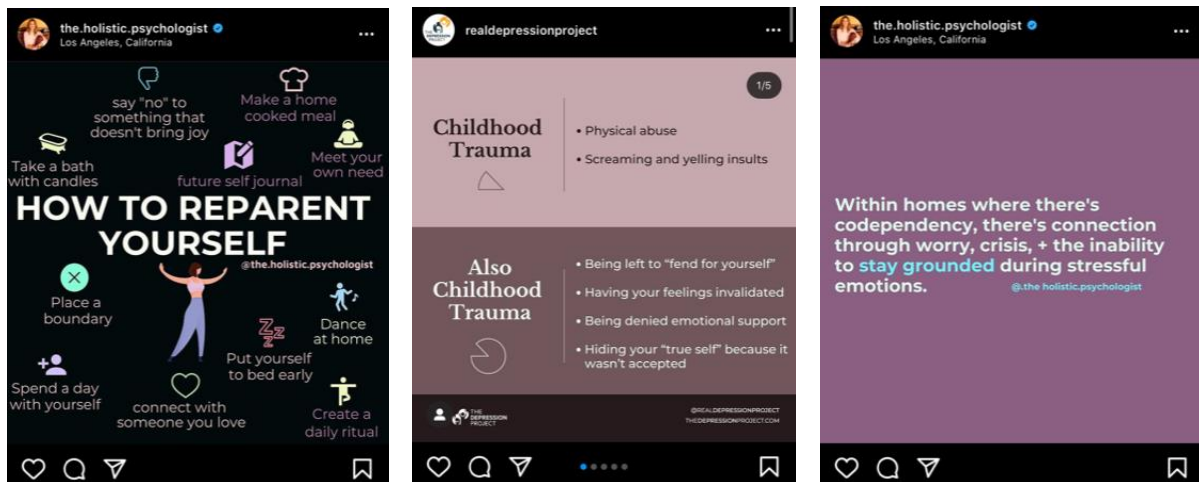 the.holistic.psychologist
Los Angeles, California
say "no" to
something that
doesn't bring joy
Make a home
cooked meal
Take a bath
with candles
future self journal
Meet your
own need
HOW TO REPARENT
YOURSELF
@the.holistic.psychologist
Place a
boundary
Dance
at home
Zzz
Put yourself
to bed early
Spend a day
with yourself
connect with
someone you love
Create a
daily ritual
realdepressionproject
1/5
Childhood
Trauma
• Physical abuse
• Screaming and yelling insults
Also
Childhood
Trauma
• Being left to “fend for yourself”
• Having your feelings invalidated
• Being denied emotional support
• Hiding your “true self” because it
wasn’t accepted
THE
DEPRESSION
PROJECT
@REALDEPRESSIONPROJECT
THEDEPRESSIONPROJECT.COM
the.holistic.psychologist
Los Angeles, California
Within homes where there's
codependency, there's connection
through worry, crisis, + the inability
to stay grounded during stressful
emotions.
@.the holistic.psychologist